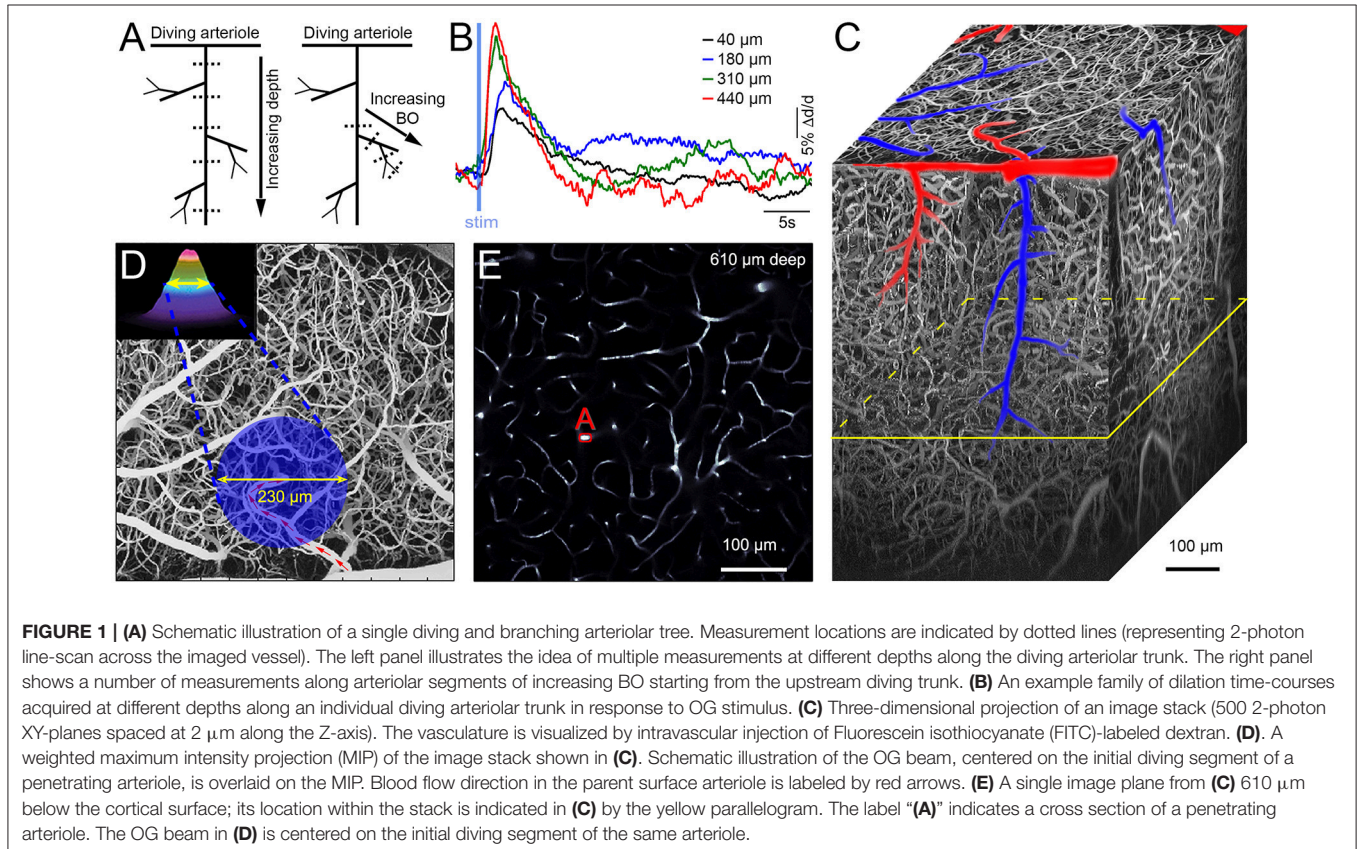 A
Diving arteriole
Increasing depth
Diving arteriole
Increasing
BO
B
40 µm
180 µm
310 µm
440 µm
5% Δd/d
stim
5s
C
100 µm
D
230 µm
E
610 µm deep
A
100 µm
FIGURE 1 | (A) Schematic illustration of a single diving and branching arteriolar tree. Measurement locations are indicated by dotted lines (representing 2-photon
line-scan across the imaged vessel). The left panel illustrates the idea of multiple measurements at different depths along the diving arteriolar trunk. The right panel
shows a number of measurements along arteriolar segments of increasing BO starting from the upstream diving trunk. (B) An example family of dilation time-courses
acquired at different depths along an individual diving arteriolar trunk in response to OG stimulus. (C) Three-dimensional projection of an image stack (500 2-photon
XY-planes spaced at 2 μm along the Z-axis). The vasculature is visualized by intravascular injection of Fluorescein isothiocyanate (FITC)-labeled dextran. (D). A
weighted maximum intensity projection (MIP) of the image stack shown in (C). Schematic illustration of the OG beam, centered on the initial diving segment of a
penetrating arteriole, is overlaid on the MIP. Blood flow direction in the parent surface arteriole is labeled by red arrows. (E) A single image plane from (C) 610 μm
below the cortical surface; its location within the stack is indicated in (C) by the yellow parallelogram. The label “(A)” indicates a cross section of a penetrating
arteriole. The OG beam in (D) is centered on the initial diving segment of the same arteriole.